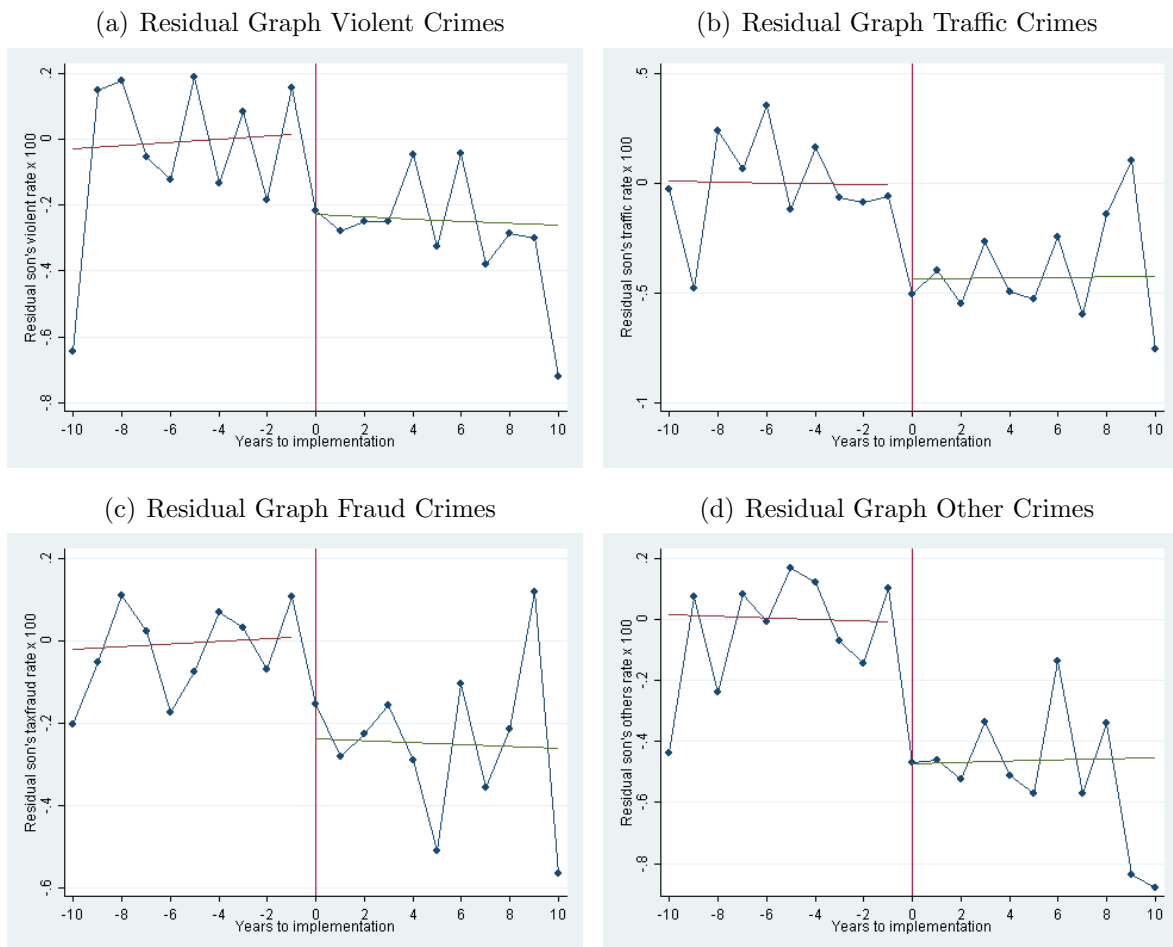 (a) Residual Graph Violent Crimes
Residual son's violent rate x 100
.2
0
-.2
-.4
-.6
-.8
-10 -8 -6 -4 -2 0 2 4 6 8 10
Years to implementation
(b) Residual Graph Traffic Crimes
Residual son's traffic rate x 100
.5
0
-.5
-1
-10 -8 -6 -4 -2 0 2 4 6 8 10
Years to implementation
(c) Residual Graph Fraud Crimes
Residual son's taxfraud rate x 100
.2
0
-.2
-.4
-.6
-10 -8 -6 -4 -2 0 2 4 6 8 10
Years to implementation
(d) Residual Graph Other Crimes
Residual son's others rate x 100
.2
0
-.2
-.4
-.6
-.8
-10 -8 -6 -4 -2 0 2 4 6 8 10
Years to implementation